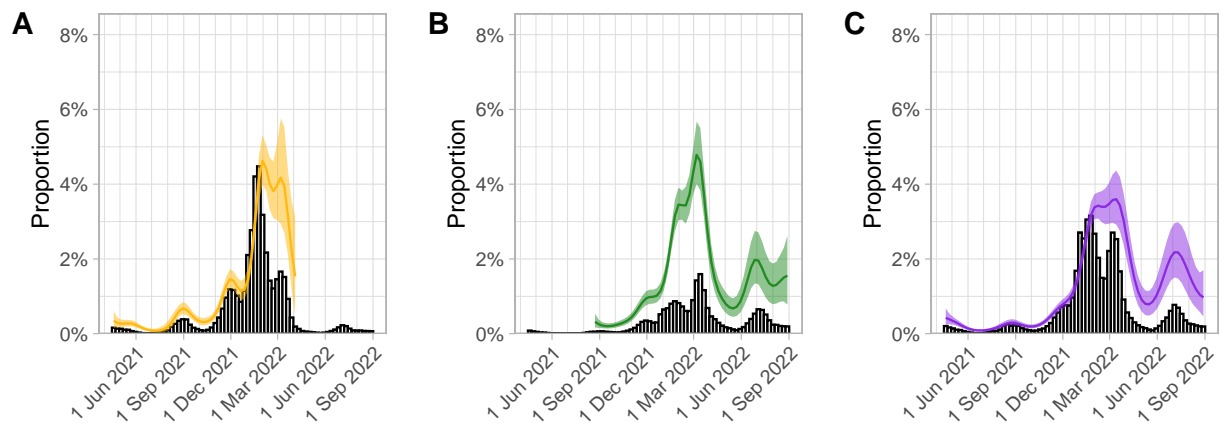 A
Proportion
8%
6%
4%
2%
0%
1 Jun 2021
1 Sep 2021
1 Dec 2021
1 Mar 2022
1 Jun 2022
1 Sep 2022
B
Proportion
8%
6%
4%
2%
0%
1 Jun 2021
1 Sep 2021
1 Dec 2021
1 Mar 2022
1 Jun 2022
1 Sep 2022
C
Proportion
8%
6%
4%
2%
0%
1 Jun 2021
1 Sep 2021
1 Dec 2021
1 Mar 2022
1 Jun 2022
1 Sep 2022